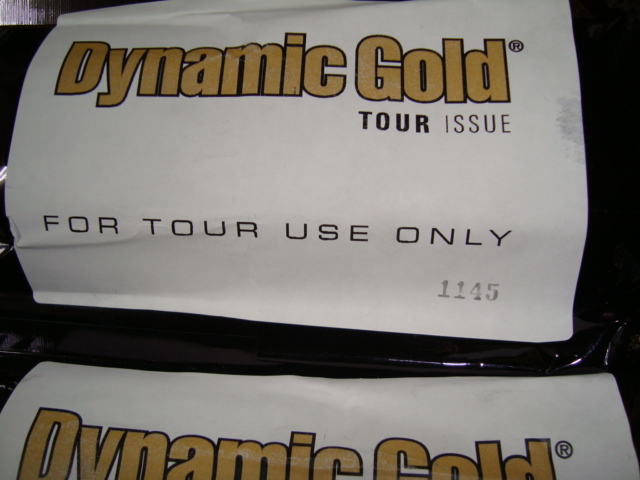 Dynamic Gold®
TOUR ISSUE
FOR TOUR USE ONLY
1145
Dynamic Gold®